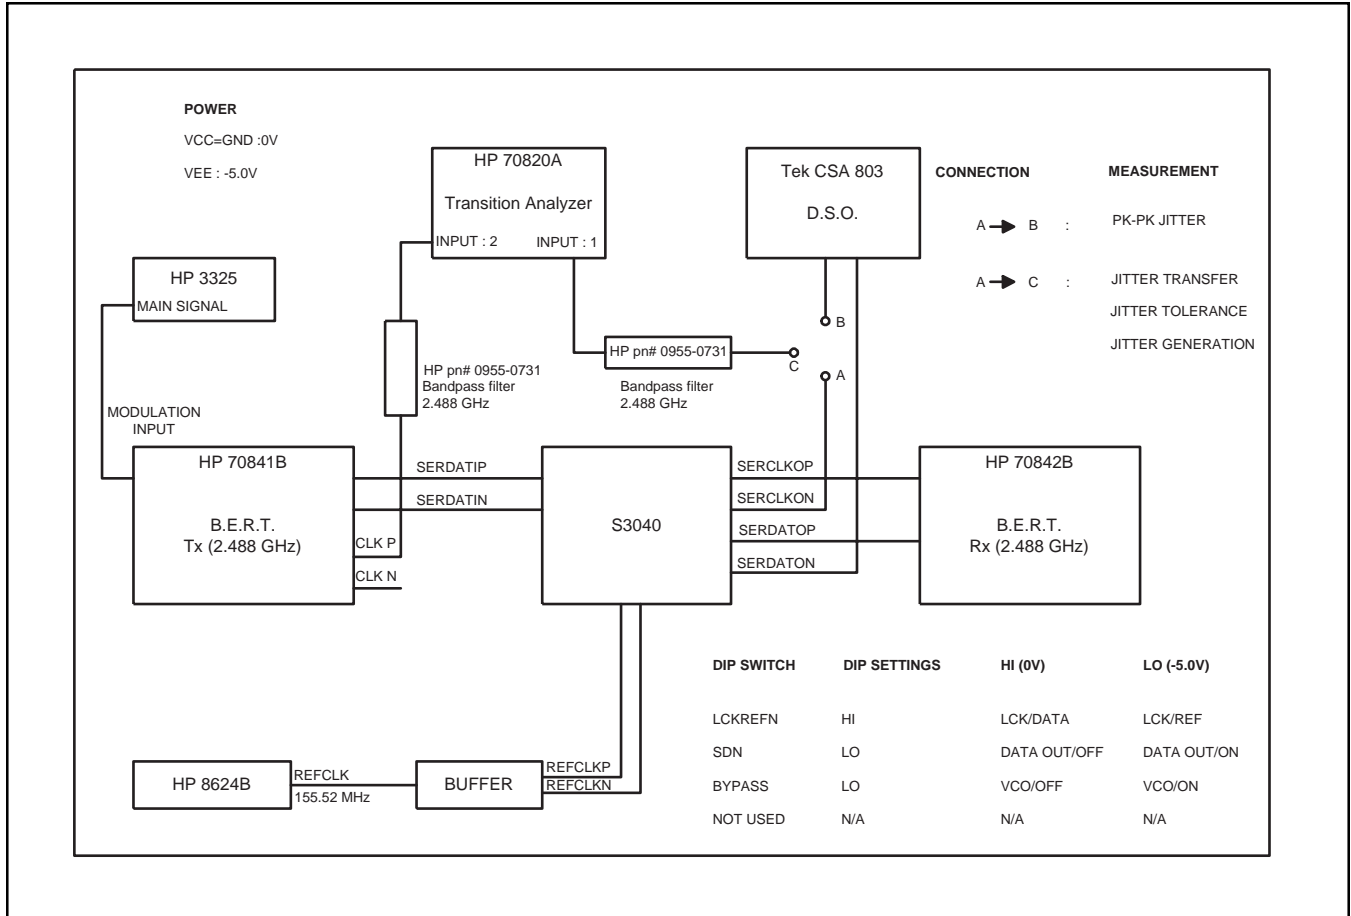 POWER
VCC=GND :0V
VEE : -5.0V
HP 70820A
Transition Analyzer
INPUT : 2
INPUT : 1
Tek CSA 803
D.S.O.
CONNECTION
MEASUREMENT
A B : PK-PK JITTER
A C : JITTER TRANSFER
JITTER TOLERANCE
JITTER GENERATION
HP 3325
MAIN SIGNAL
B
HP pn# 0955-0731
C
A
HP pn# 0955-0731
Bandpass filter
2.488 GHz
Bandpass filter
2.488 GHz
MODULATION
INPUT
HP 70841B
B.E.R.T.
Tx (2.488 GHz)
CLK P
CLK N
SERDATIP
SERDATIN
S3040
SERCLKOP
SERCLKON
SERDATOP
SERDATON
HP 70842B
B.E.R.T.
Rx (2.488 GHz)
HP 8624B
REFCLK
155.52 MHz
BUFFER
REFCLKP
REFCLKN
DIP SWITCH DIP SETTINGS HI (0V) LO (-5.0V)
LCKREFN HI LCK/DATA LCK/REF
SDN LO DATA OUT/OFF DATA OUT/ON
BYPASS LO VCO/OFF VCO/ON
NOT USED N/A N/A N/A